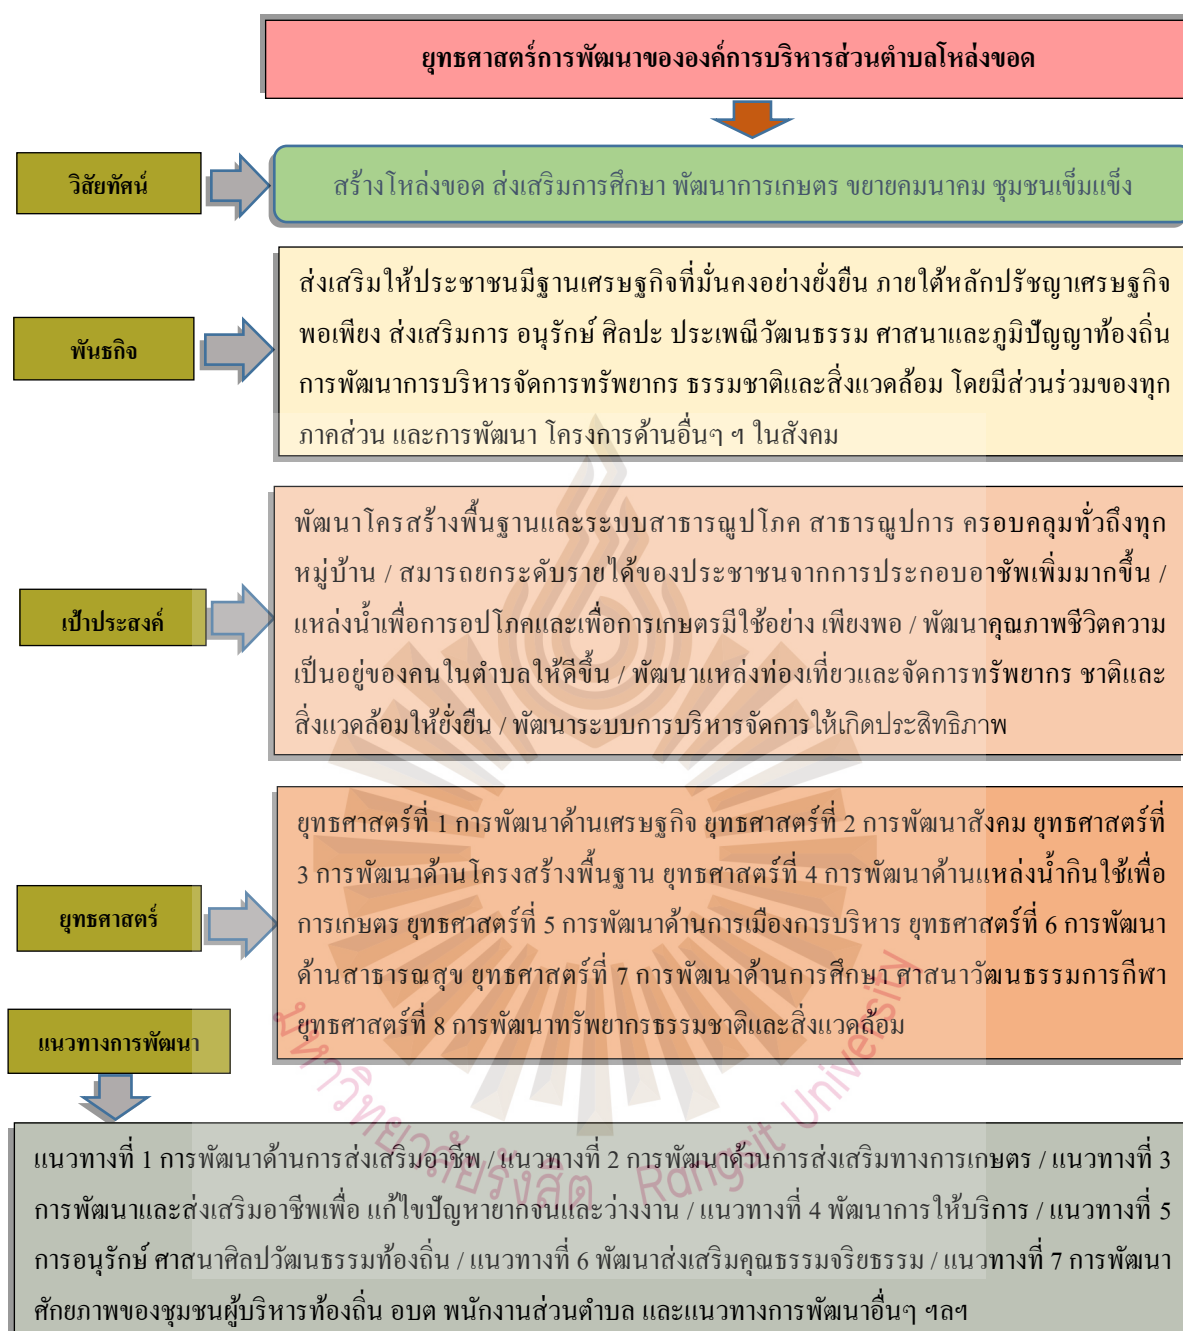 ยุทธศาสตร์การพัฒนาขององค์การบริหารส่วนตำบลโหล่งขอด
วิสัยทัศน์
สร้างโหล่งขอด ส่งเสริมการศึกษา พัฒนาการเกษตร ขยายคมนาคม ชุมชนเข็มแข็ง
พันธกิจ
ส่งเสริมให้ประชาชนมีฐานเศรษฐกิจที่มั่นคงอย่างยั่งยืน ภายใต้หลักปรัชญาเศรษฐกิจ
พอเพียง ส่งเสริมการ อนุรักษ์ ศิลปะ ประเพณีวัฒนธรรม ศาสนาและภูมิปัญญาท้องถิ่น
การพัฒนาการบริหารจัดการทรัพยากร ธรรมชาติและสิ่งแวดล้อม โดยมีส่วนร่วมของทุก
ภาคส่วน และการพัฒนา โครงการด้านอื่นๆ ฯ ในสังคม
เป้าประสงค์
พัฒนาโครสร้างพื้นฐานและระบบสาธารณูปโภค สาธารณูปการ ครอบคลุมทั่วถึงทุก
หมู่บ้าน / สมารถยกระดับรายได้ของประชาชนจากการประกอบอาชัพเพิ่มมากขึ้น /
แหล่งน้ำเพื่อการอปโภคและเพื่อการเกษตรมีใช้อย่าง เพียงพอ / พัฒนาคุณภาพชีวิตความ
เป็นอยู่ของคนในตำบลให้ดีขึ้น / พัฒนาแหล่งท่องเที่ยวและจัดการทรัพยากร ชาติและ
สิ่งแวดล้อมให้ยั่งยืน / พัฒนาระบบการบริหารจัดการให้เกิดประสิทธิภาพ
ยุทธศาสตร์
ยุทธศาสตร์ที่ 1 การพัฒนาด้านเศรษฐกิจ ยุทธศาสตร์ที่ 2 การพัฒนาสังคม ยุทธศาสตร์ที่
3 การพัฒนาด้านโครงสร้างพื้นฐาน ยุทธศาสตร์ที่ 4 การพัฒนาด้านแหล่งน้ำกินใช้เพื่อ
การเกษตร ยุทธศาสตร์ที่ 5 การพัฒนาด้านการเมืองการบริหาร ยุทธศาสตร์ที่ 6 การพัฒนา
ด้านสาธารณสุข ยุทธศาสตร์ที่ 7 การพัฒนาด้านการศึกษา ศาสนาวัฒนธรรมการกีฬา
ยุทธศาสตร์ที่ 8 การพัฒนาทรัพยากรธรรมชาติและสิ่งแวดล้อม
แนวทางการพัฒนา
แนวทางที่ 1 การพัฒนาด้านการส่งเสริมอาชีพ / แนวทางที่ 2 การพัฒนาด้านการส่งเสริมทางการเกษตร / แนวทางที่ 3
การพัฒนาและส่งเสริมอาชีพเพื่อ แก้ไขปัญหายากจนและว่างงาน / แนวทางที่ 4 พัฒนาการให้บริการ / แนวทางที่ 5
การอนุรักษ์ ศาสนาศิลปวัฒนธรรมท้องถิ่น / แนวทางที่ 6 พัฒนาส่งเสริมคุณธรรมจริยธรรม / แนวทางที่ 7 การพัฒนา
ศักยภาพของชุมชนผู้บริหารท้องถิ่น อบต พนักงานส่วนตำบล และแนวทางการพัฒนาอื่นๆ ฯลฯ
มหาวิทยาลัยรังสิต Rangsit University